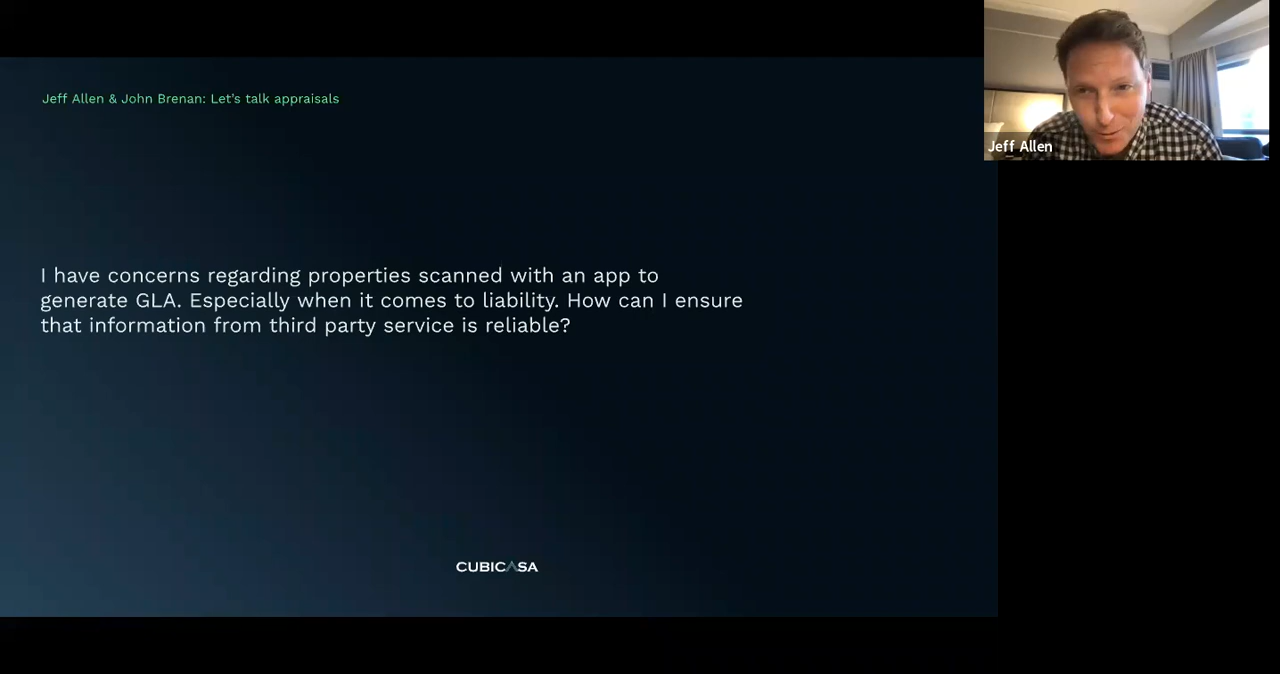 Jeff Allen & John Brenan: Let's talk appraisals
Jeff Allen
I have concerns regarding properties scanned with an app to
generate GLA. Especially when it comes to liability. How can I ensure
that information from third party service is reliable?
CUBICASA